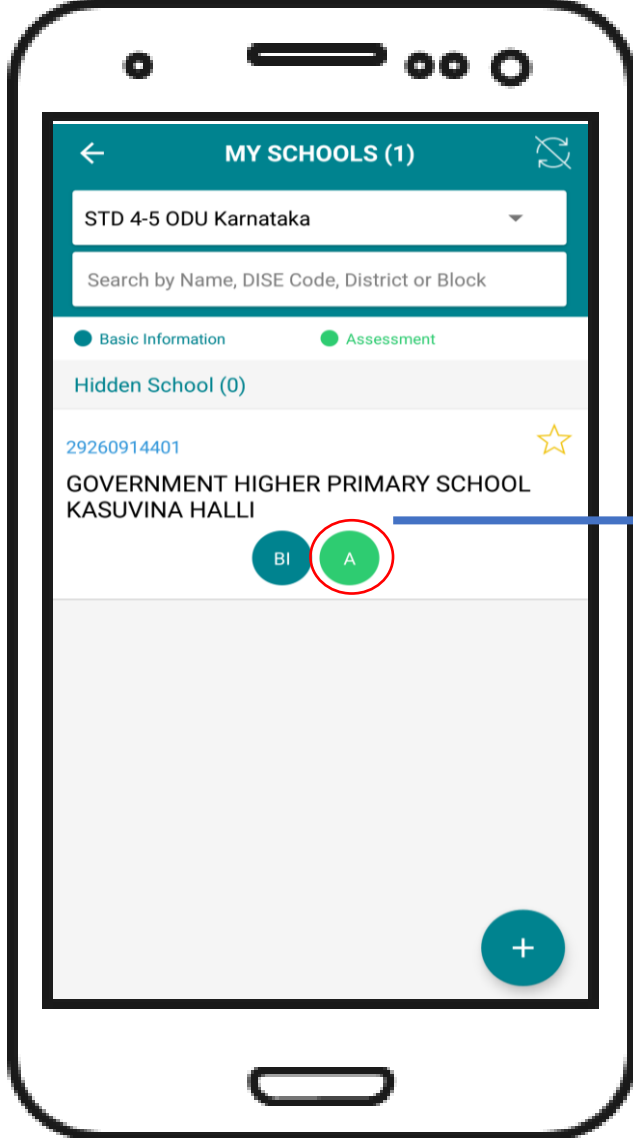 MY SCHOOLS (1)
STD 4-5 ODU Karnataka
Search by Name, DISE Code, District or Block
Basic Information Assessment
Hidden School (0)
29260914401
GOVERNMENT HIGHER PRIMARY SCHOOL
KASUVINA HALLI
BI A
+